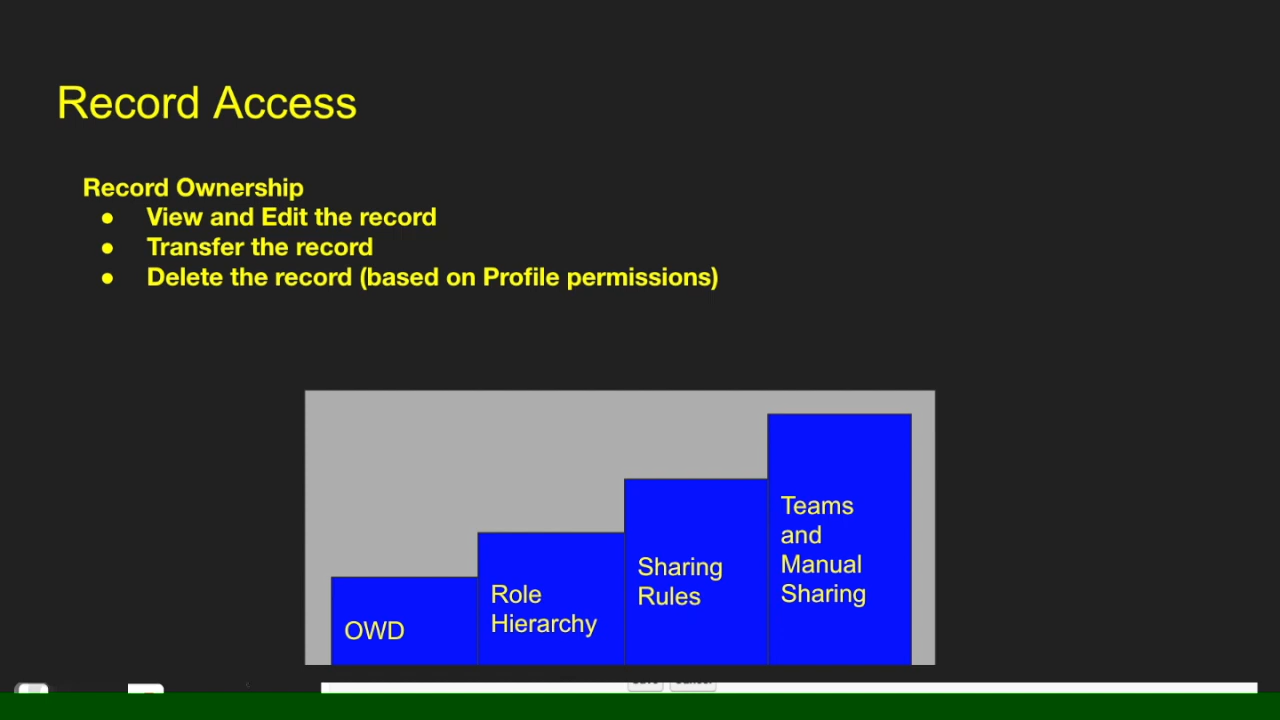 Record Access
Record Ownership
● View and Edit the record
● Transfer the record
● Delete the record (based on Profile permissions)
OWD
Role
Hierarchy
Sharing
Rules
Teams
and
Manual
Sharing